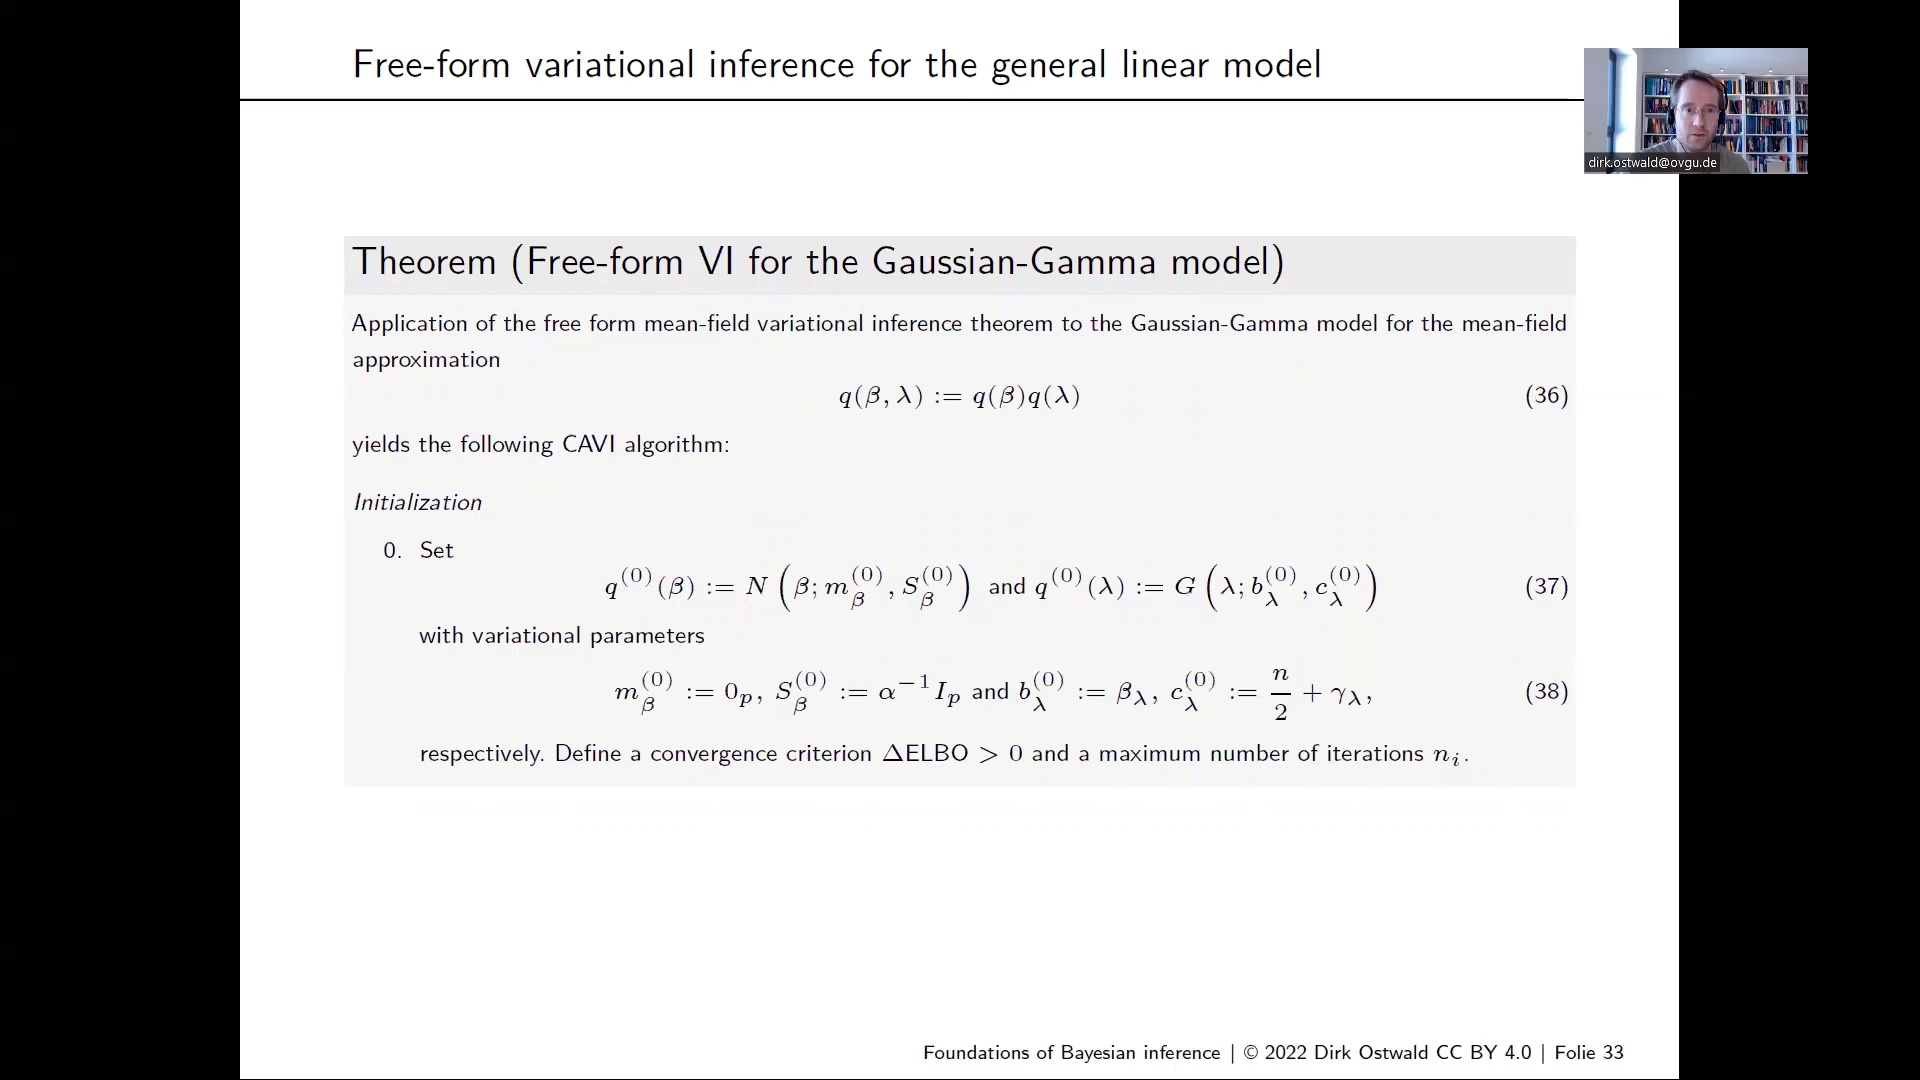 Free-form variational inference for the general linear model
dirk.ostwald@ovgu.de
Theorem (Free-form VI for the Gaussian-Gamma model)
Application of the free form mean-field variational inference theorem to the Gaussian-Gamma model for the mean-field
approximation
q(β, λ) := q(β)q(λ) (36)
yields the following CAVI algorithm:
Initialization
0. Set
q^{(0)}(β) := N (β; m_β^{(0)}, S_β^{(0)}) and q^{(0)}(λ) := G (λ; b_λ^{(0)}, c_λ^{(0)}) (37)
with variational parameters
m_β^{(0)} := 0_p, S_β^{(0)} := α^{−1}I_p and b_λ^{(0)} := β_λ, c_λ^{(0)} := n/2 + γ_λ, (38)
respectively. Define a convergence criterion ΔELBO > 0 and a maximum number of iterations n_i.
Foundations of Bayesian inference | © 2022 Dirk Ostwald CC BY 4.0 | Folie 33